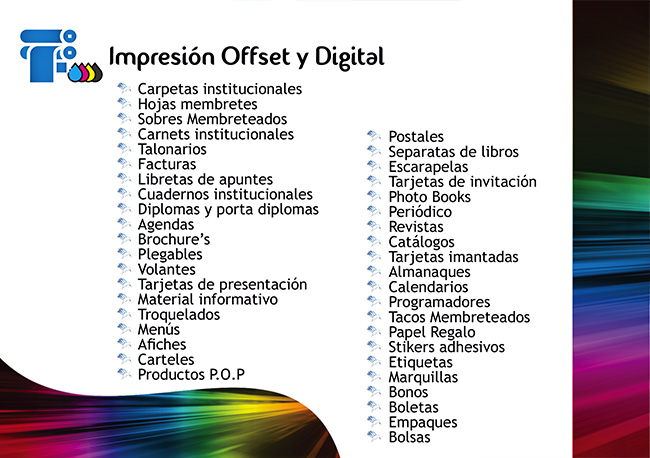 Impresión Offset y Digital
Carpetas institucionales
Hojas membretes
Sobres Membreteados
Carnets institucionales
Talonarios
Facturas
Libretas de apuntes
Cuadernos institucionales
Diplomas y porta diplomas
Agendas
Brochure's
Plegables
Volantes
Tarjetas de presentación
Material informativo
Troquelados
Menús
Afiches
Carteles
Productos P.O.P
Postales
Separatas de libros
Escarapelas
Tarjetas de invitación
Photo Books
Periódico
Revistas
Catálogos
Tarjetas imantadas
Almanaques
Calendarios
Programadores
Tacos Membreteados
Papel Regalo
Stikers adhesivos
Etiquetas
Marquillas
Bonos
Boletas
Empaques
Bolsas